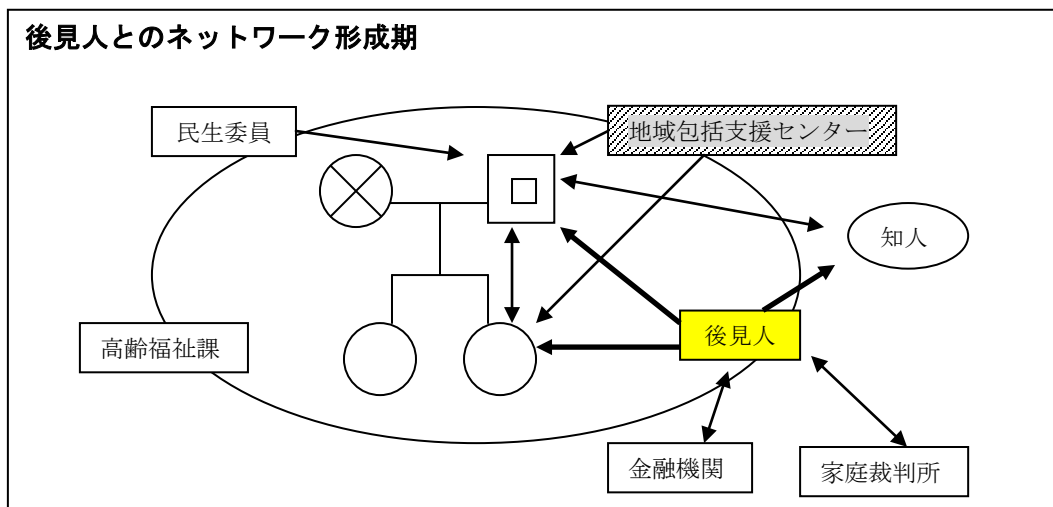 後見人とのネットワーク形成期
民生委員
地域包括支援センター
知人
後見人
高齢福祉課
金融機関
家庭裁判所